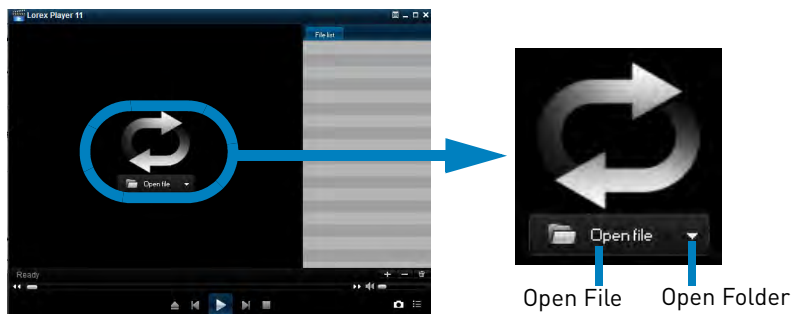 Lorex Player 11
File list
Open file
Ready
Open file
Open File
Open Folder